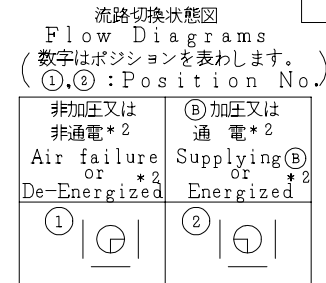 流路切換状態図
Flow Diagrams
(数字はポジションを表わします。
①,②:Position No.)
非加圧又は
非通電*2
Air failure
or *2
De-Energized
Ⓑ加圧又は
通 電*2
Supplying Ⓑ
or *2
Energized
①
②